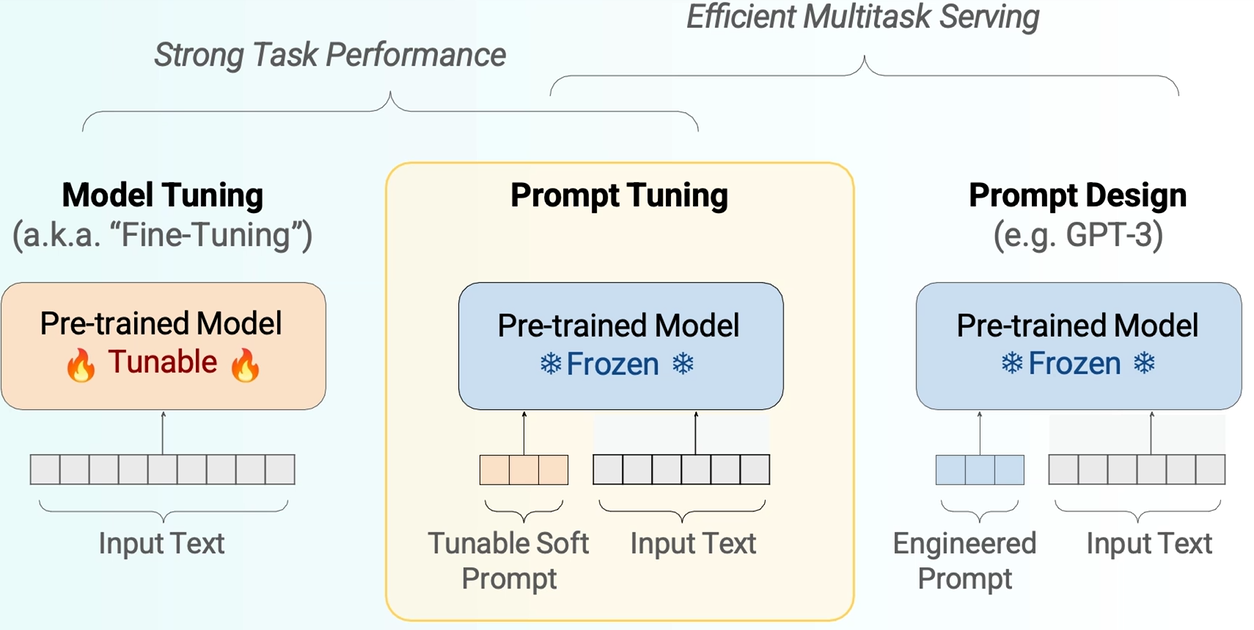 Efficient Multitask Serving
Strong Task Performance
Model Tuning
(a.k.a. “Fine-Tuning”)
Pre-trained Model
🔥 Tunable 🔥
Input Text
Prompt Tuning
Pre-trained Model
❄Frozen ❄
Tunable Soft
Prompt
Input Text
Prompt Design
(e.g. GPT-3)
Pre-trained Model
❄Frozen ❄
Engineered
Prompt
Input Text